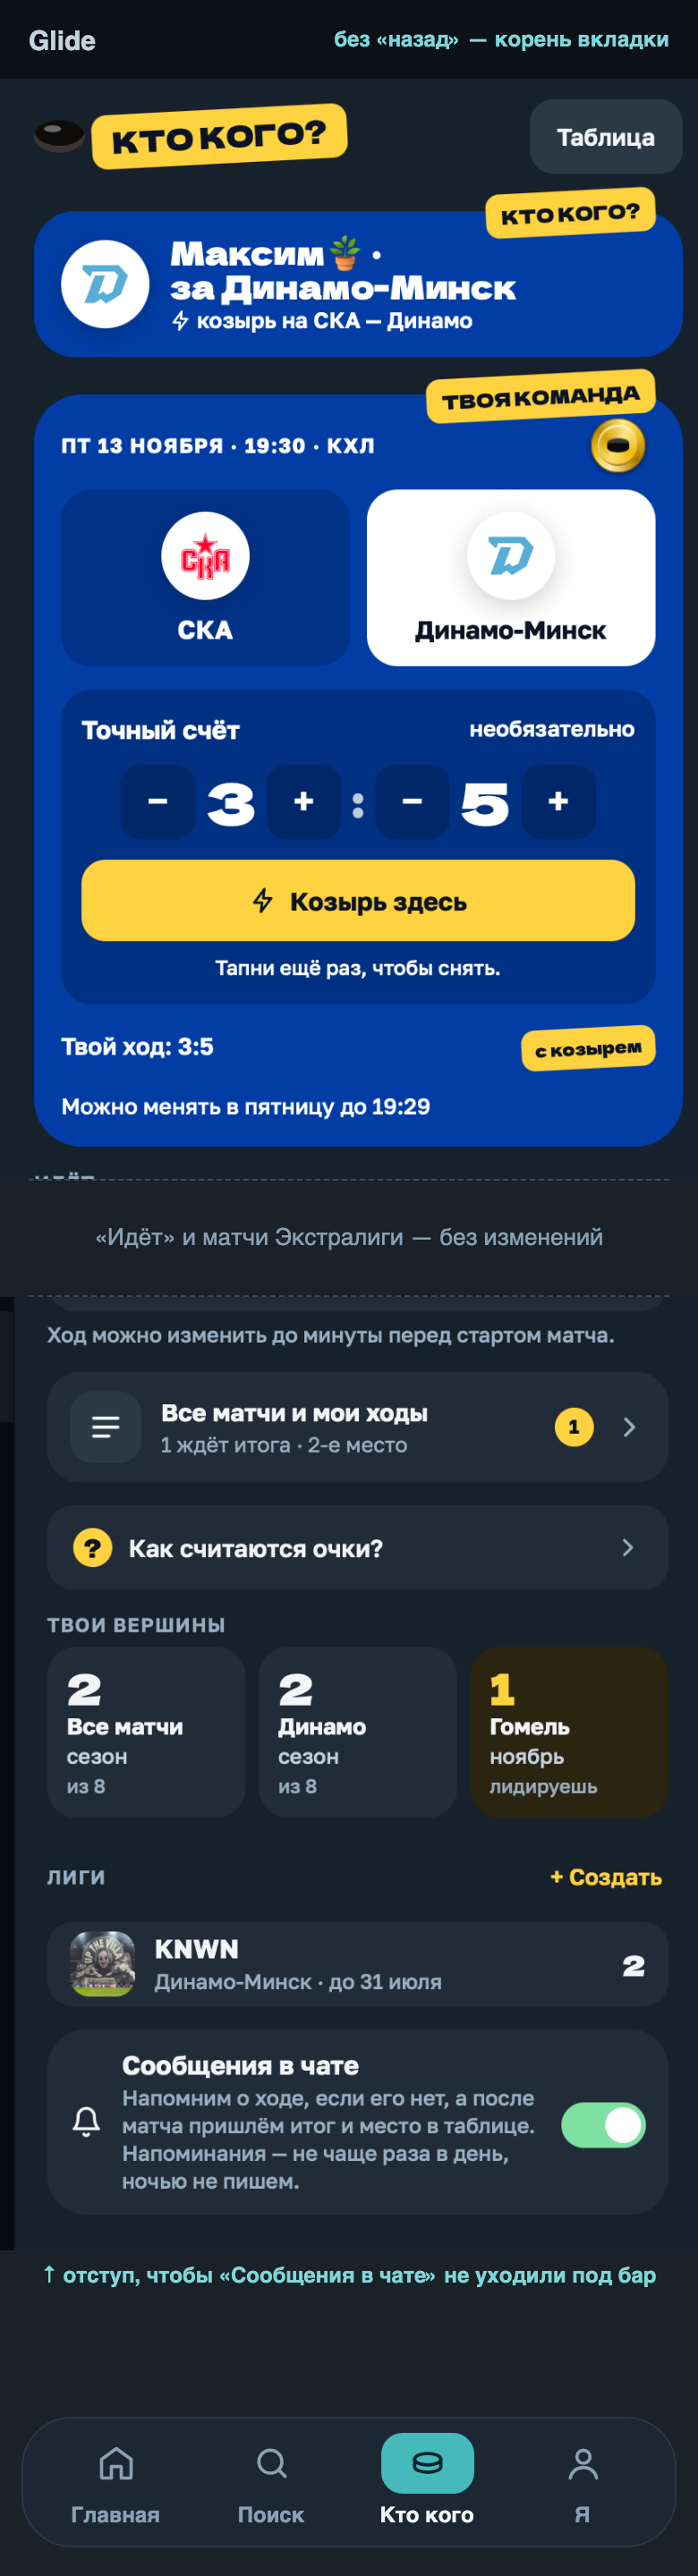 Glide
без «назад» — корень вкладки
КТО КОГО?
Таблица
КТО КОГО?
Максим🪴 ·
за Динамо-Минск
козырь на СКА — Динамо
ТВОЯ КОМАНДА
ПТ 13 НОЯБРЯ · 19:30 · КХЛ
СКА
СКА
Динамо-Минск
Точный счёт
необязательно
− 3 + : − 5 +
Козырь здесь
Тапни ещё раз, чтобы снять.
Твой ход: 3:5
с козырем
Можно менять в пятницу до 19:29
«Идёт» и матчи Экстралиги — без изменений
Ход можно изменить до минуты перед стартом матча.
Все матчи и мои ходы
1 ждёт итога · 2-е место
1
? Как считаются очки?
ТВОИ ВЕРШИНЫ
2
Все матчи
сезон
из 8
2
Динамо
сезон
из 8
1
Гомель
ноябрь
лидируешь
ЛИГИ
+ Создать
UP THE VILLA
KNWN
Динамо-Минск · до 31 июля
2
Сообщения в чате
Напомним о ходе, если его нет, а после
матча пришлём итог и место в таблице.
Напоминания — не чаще раза в день,
ночью не пишем.
↑ отступ, чтобы «Сообщения в чате» не уходили под бар
Главная
Поиск
Кто кого
Я